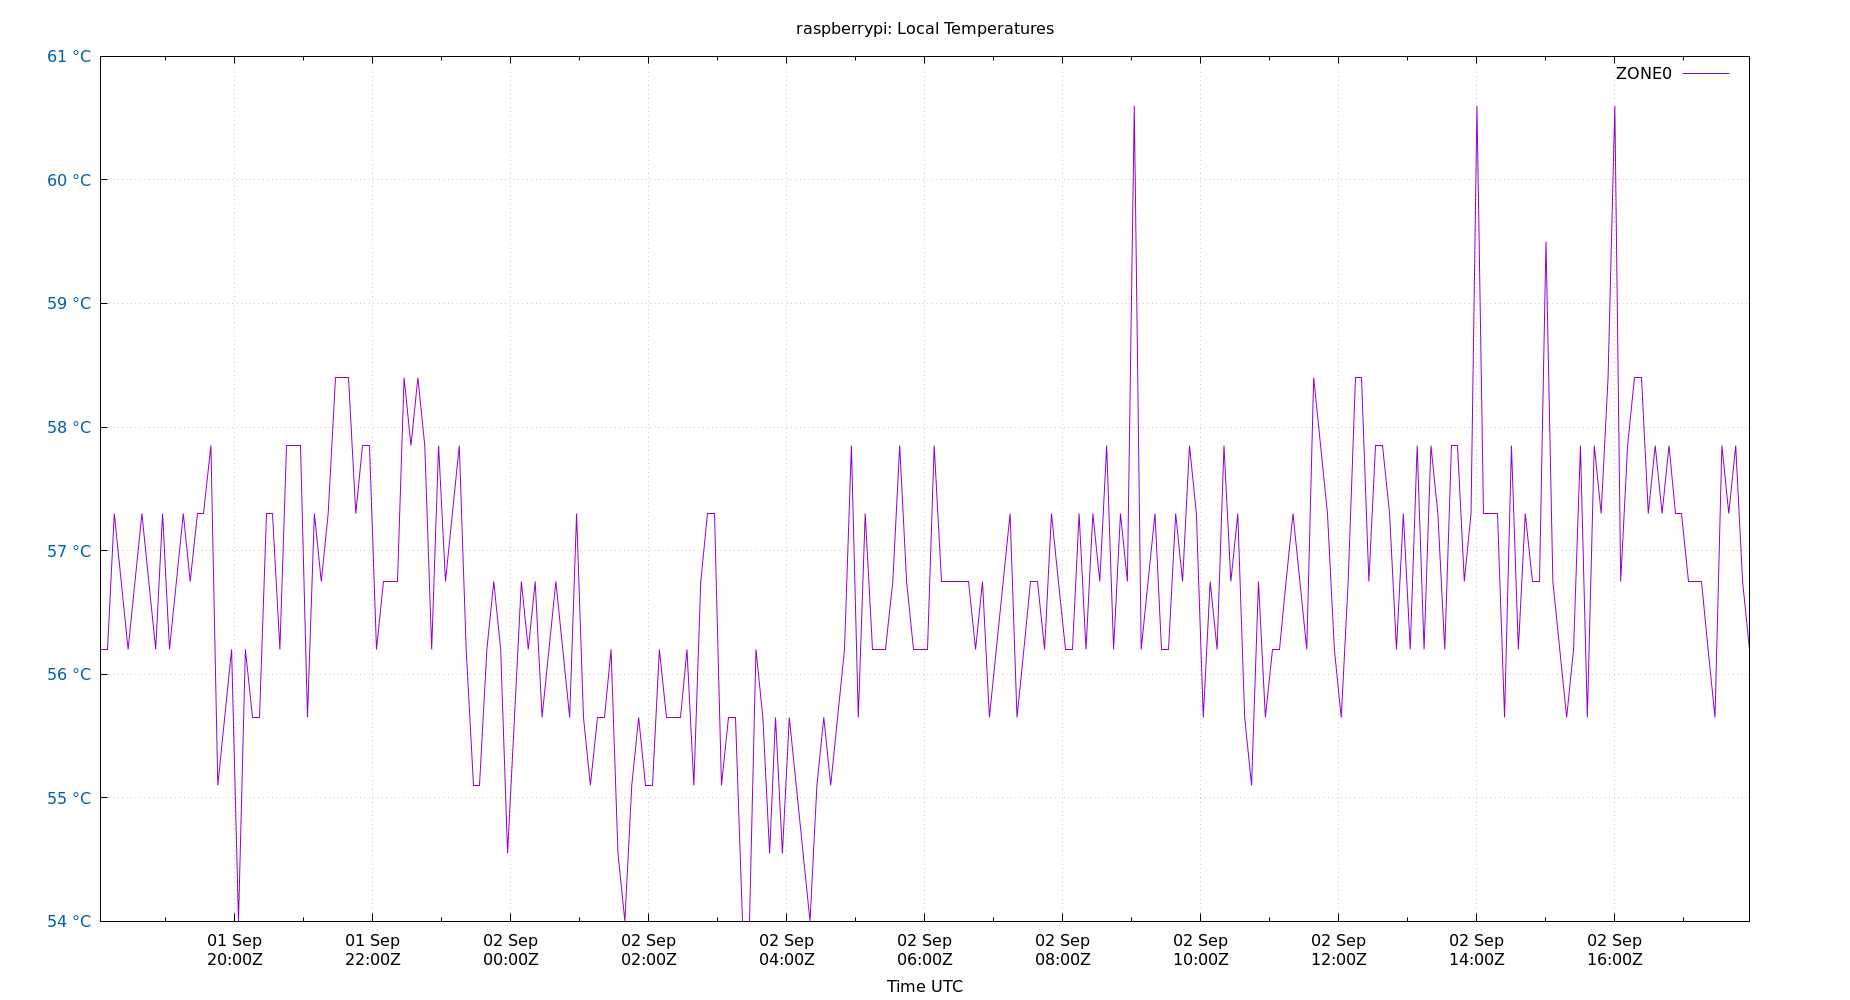 raspberrypi: Local Temperatures
61 °C
ZONE0
60 °C
59 °C
58 °C
57 °C
56 °C
55 °C
54 °C
01 Sep 01 Sep 02 Sep 02 Sep 02 Sep 02 Sep 02 Sep 02 Sep 02 Sep 02 Sep 02 Sep
20:00Z 22:00Z 00:00Z 02:00Z 04:00Z 06:00Z 08:00Z 10:00Z 12:00Z 14:00Z 16:00Z
Time UTC